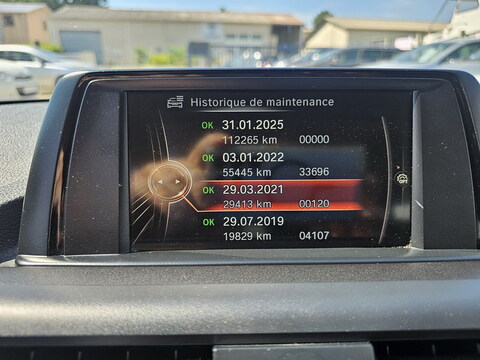 Historique de maintenance
OK 31.01.2025
112265 km 00000
OK 03.01.2022
55445 km 33696
OK 29.03.2021
29413 km 00120
OK 29.07.2019
19829 km 04107